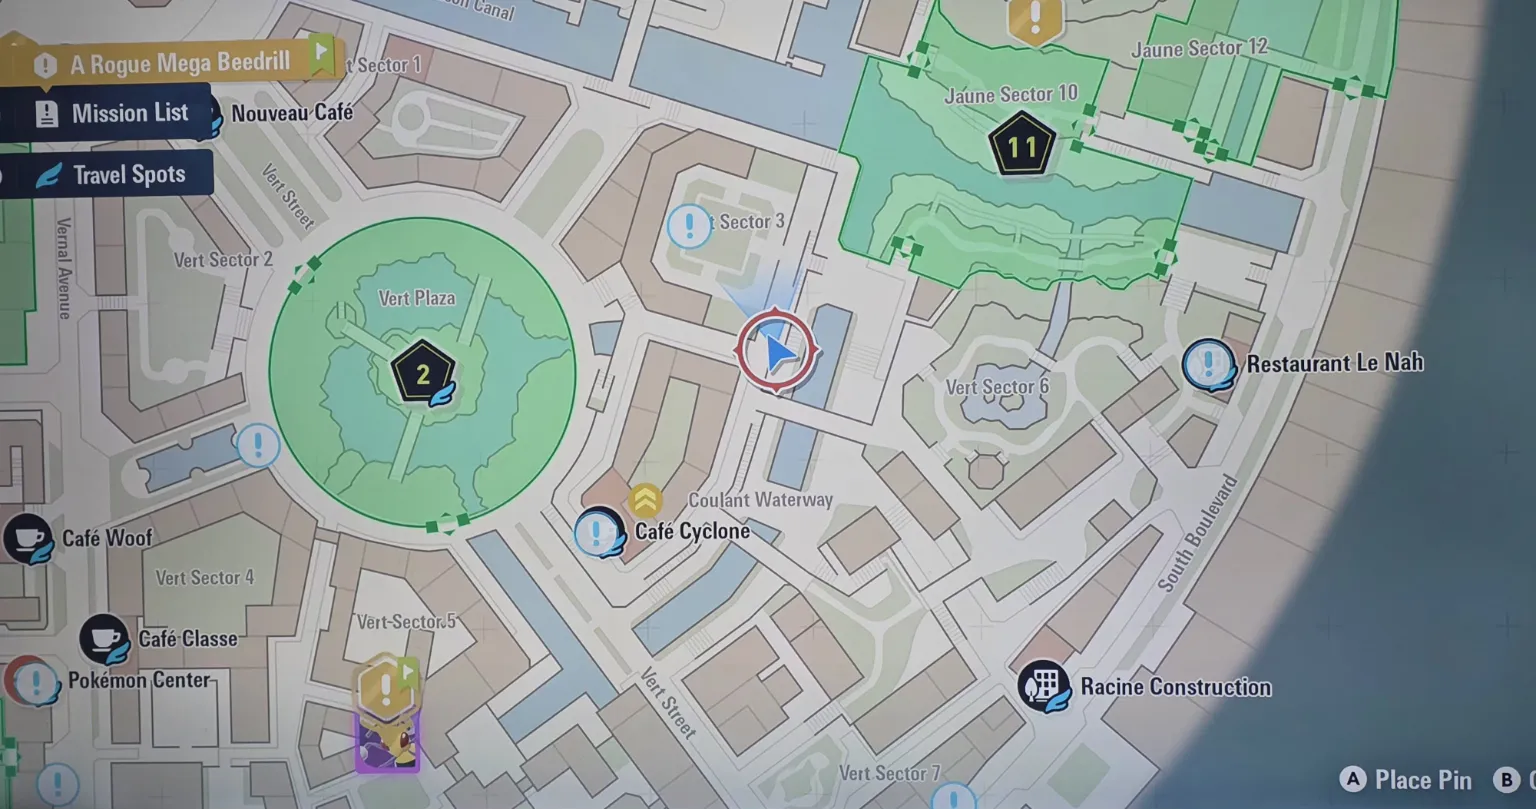 Canal
A Rogue Mega Beedrill
t Sector 1
Mission List
Nouveau Café
Travel Spots
Jaune Sector 12
Jaune Sector 10
11
Vert Street
Vernal Avenue
Vert Sector 2
t Sector 3
Vert Plaza
2
Vert Sector 6
Restaurant Le Nah
Coulant Waterway
Café Cyclone
South Boulevard
Café Woof
Vert Sector 4
Vert Sector 5
Café Classe
Pokémon Center
Vert Street
Racine Construction
Vert Sector 7
A Place Pin B